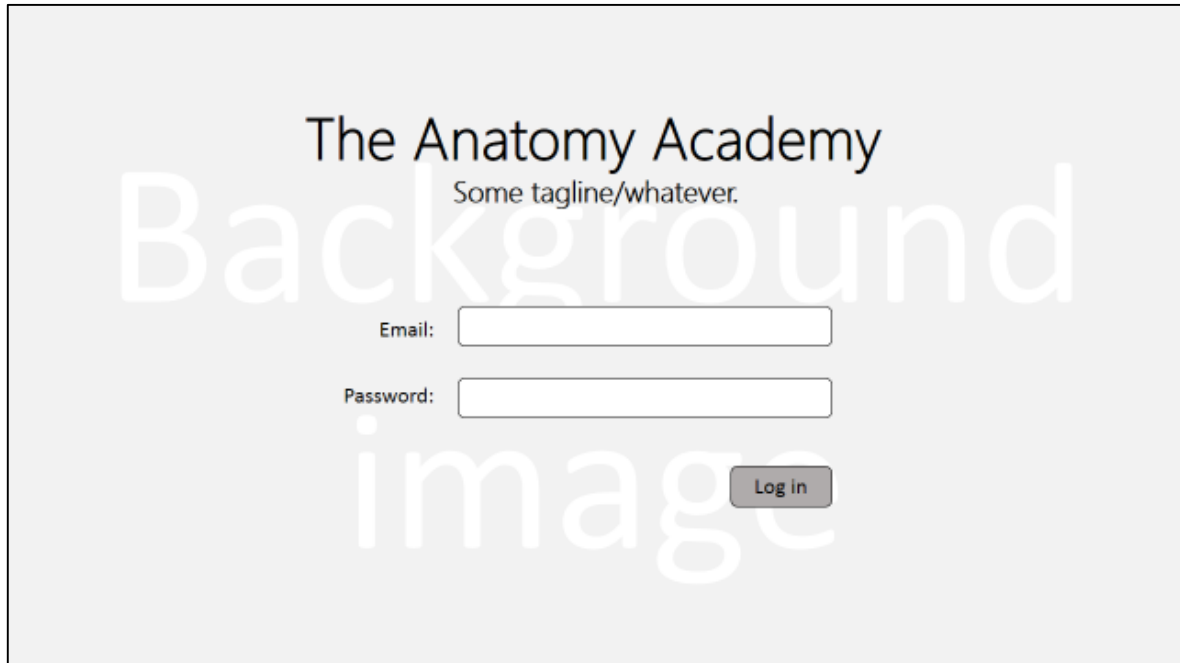 The Anatomy Academy
Some tagline/whatever.
Background
Email:
Password:
image
Log in